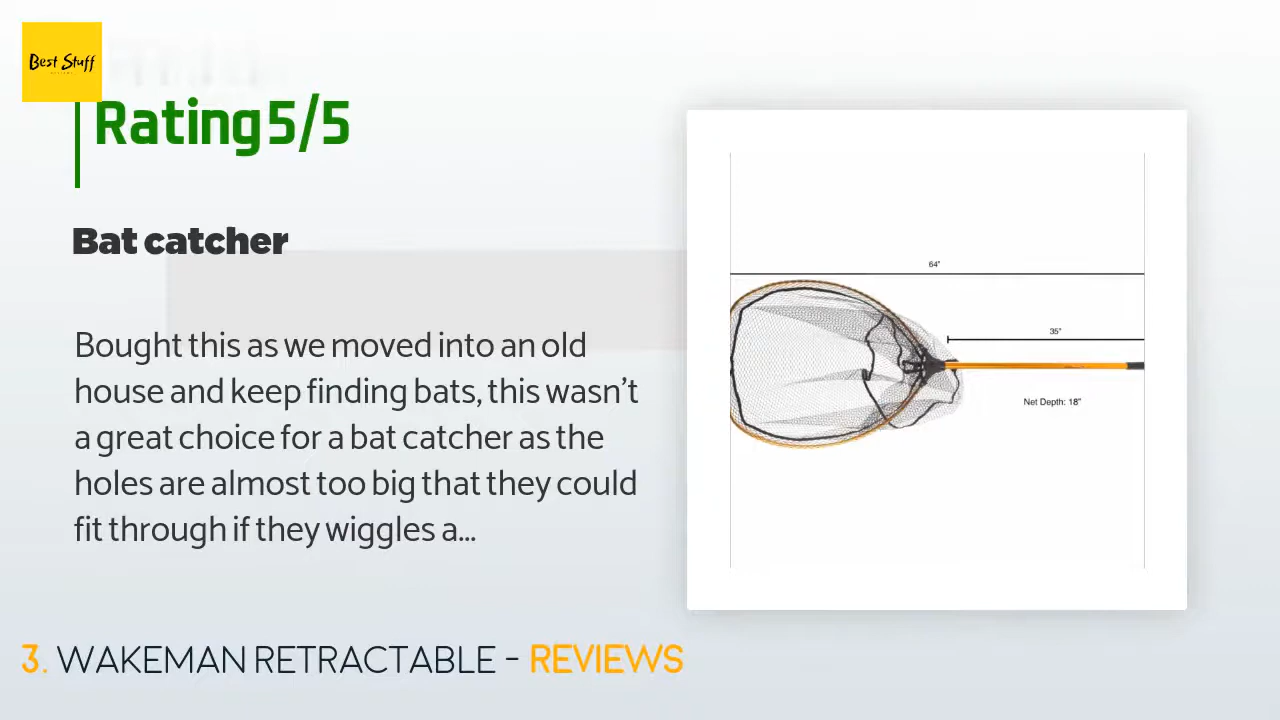 Best Stuff
Rating 5/5
Bat catcher
Bought this as we moved into an old
house and keep finding bats, this wasn't
a great choice for a bat catcher as the
holes are almost too big that they could
fit through if they wiggles a...
64"
35"
Net Depth: 18"
3. WAKEMAN RETRACTABLE - REVIEWS